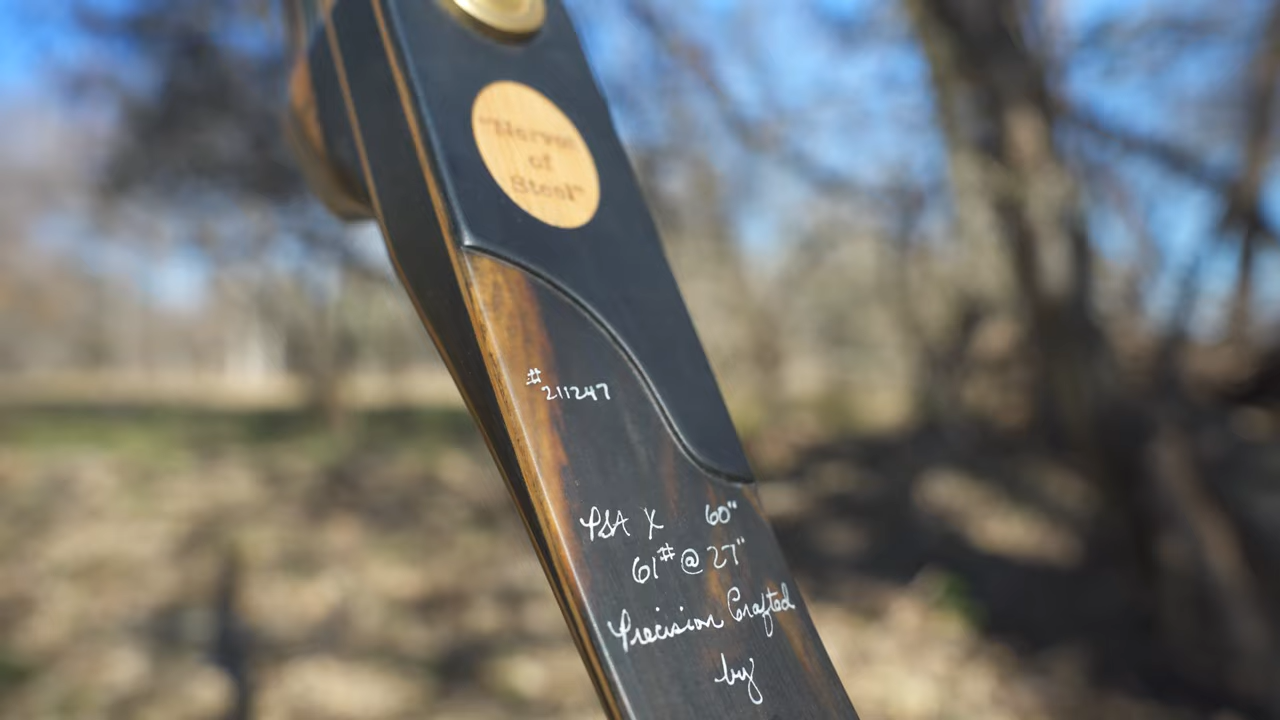 "Nerves
of
Steel"
#211247
PSA X 60"
61# @ 27"
Precision Crafted
by